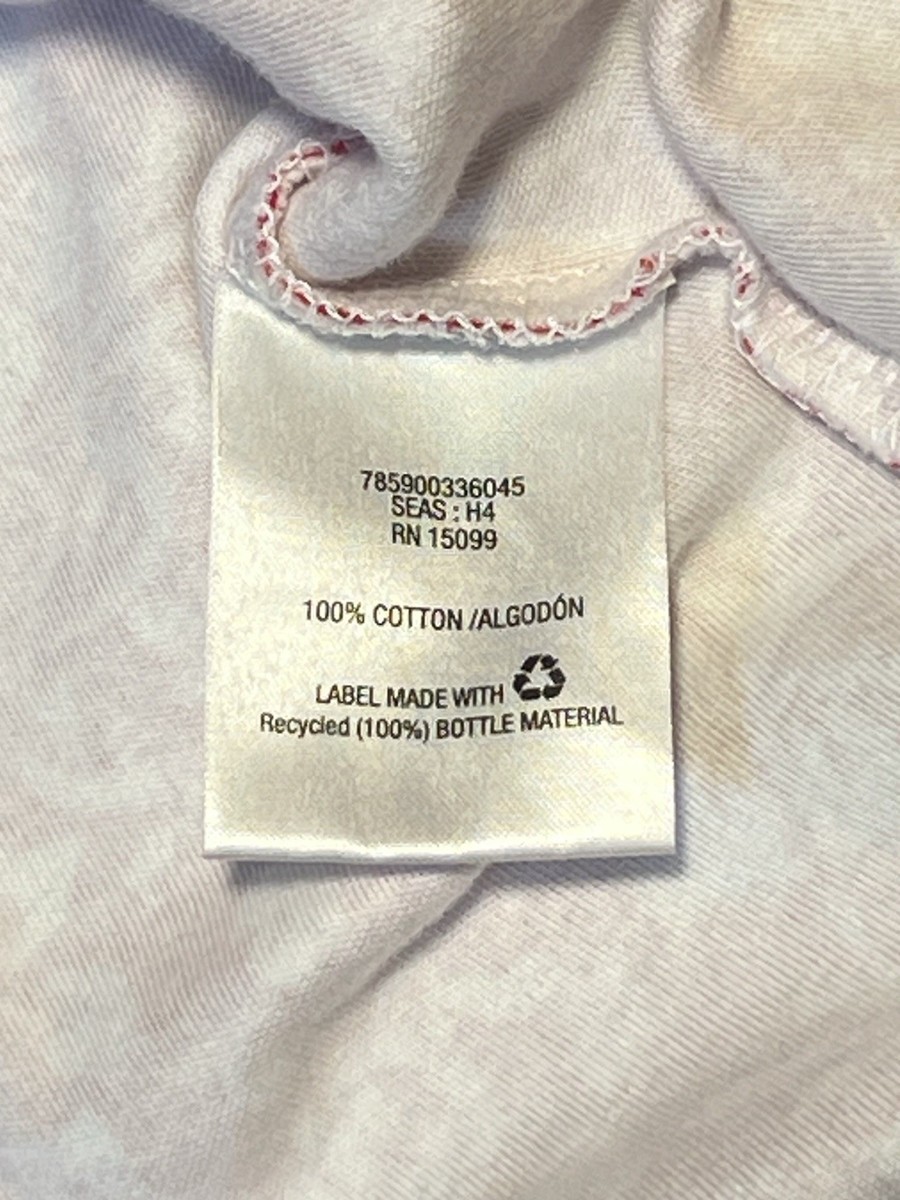 785900336045
SEAS : H4
RN 15099
100% COTTON /ALGODÓN
LABEL MADE WITH
Recycled (100%) BOTTLE MATERIAL